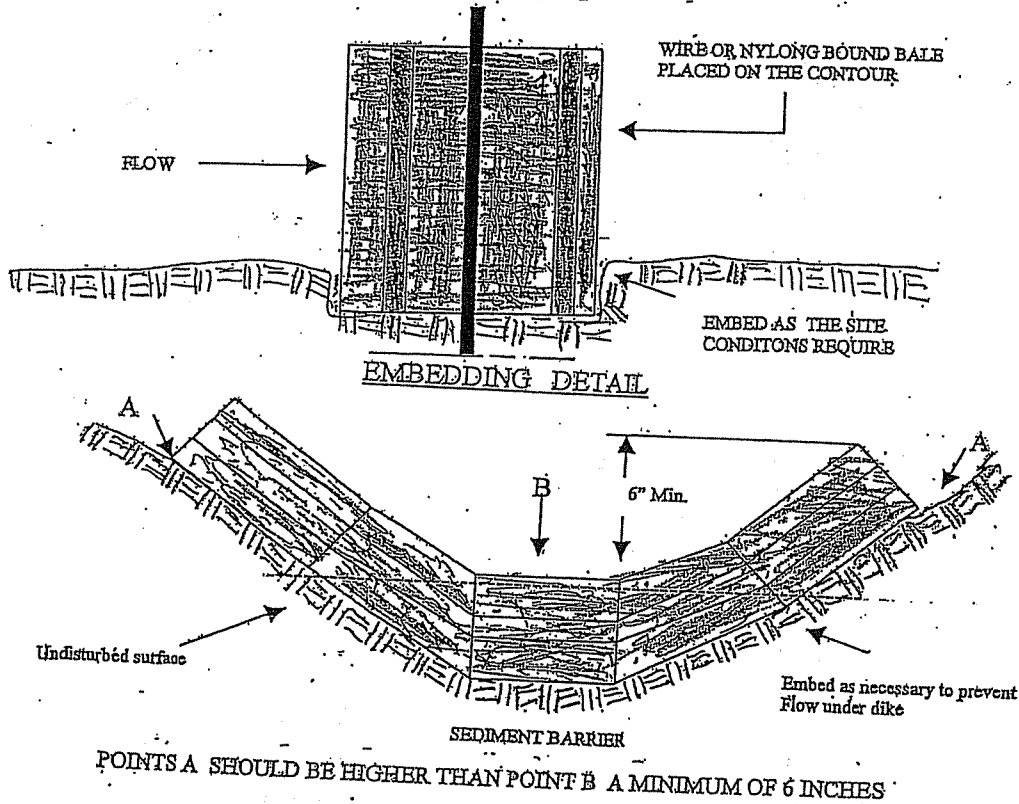 WIRE OR NYLONG BOUND BALE
PLACED ON THE CONTOUR
FLOW
EMBED AS THE SITE
CONDITONS REQUIRE
EMBEDDING DETAIL
A
A
B
6" Min.
Undisturbed surface
Embed as necessary to prevent
Flow under dike
SEDIMENT BARRIER
POINTS A SHOULD BE HIGHER THAN POINT B A MINIMUM OF 6 INCHES